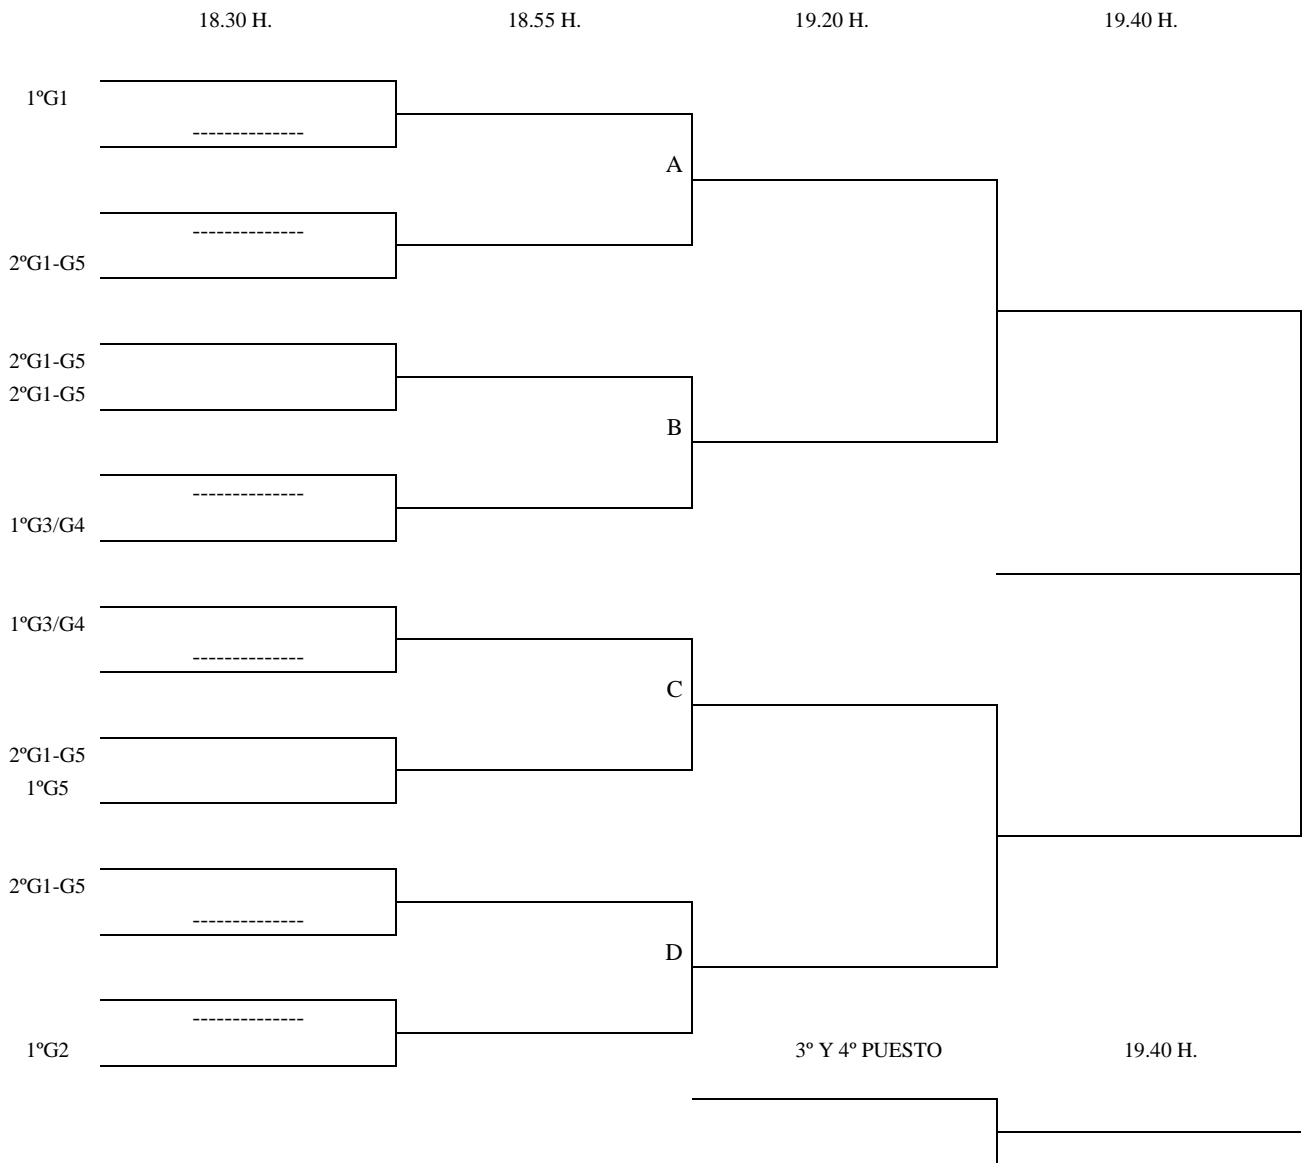 18.30 H. 18.55 H. 19.20 H. 19.40 H.
1ºG1
--------------
A
--------------
2ºG1-G5
2ºG1-G5
2ºG1-G5
B
--------------
1ºG3/G4
1ºG3/G4
--------------
C
2ºG1-G5
1ºG5
2ºG1-G5
--------------
D
--------------
1ºG2 3º Y 4º PUESTO 19.40 H.